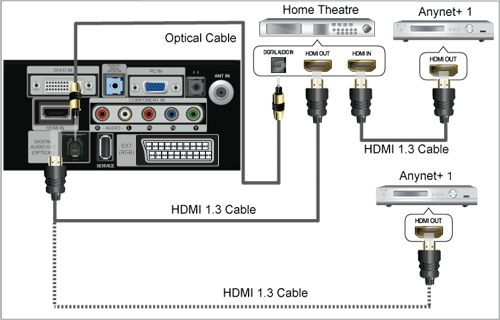 Home Theatre
Anynet+ 1
Optical Cable
DIGITAL AUDIO IN
HDMI OUT
HDMI IN
HDMI OUT
DVI-D IN
AUDIO IN
PC IN
ANT IN
COMPONENT IN
HDMI IN
R - AUDIO - L
DIGITAL
AUDIO OUT
(OPTICAL)
SERVICE
EXT
(RGB)
HDMI 1.3 Cable
Anynet+ 1
HDMI 1.3 Cable
HDMI OUT
HDMI 1.3 Cable